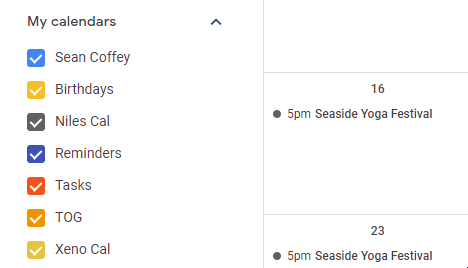 My calendars
Sean Coffey
Birthdays
Niles Cal
Reminders
Tasks
TOG
Xeno Cal
16
5pm Seaside Yoga Festival
23
5pm Seaside Yoga Festival